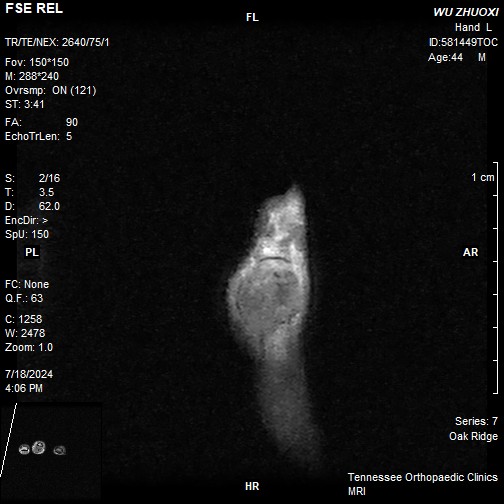 FSE REL
FL
WU ZHUOXI
Hand L
TR/TE/NEX: 2640/75/1
ID:581449TOC
Age:44 M
Fov: 150*150
M: 288*240
Ovrsmp: ON (121)
ST: 3:41
FA: 90
EchoTrLen: 5
S: 2/16
T: 3.5
D: 62.0
EncDir: >
SpU: 150
1 cm
PL
AR
FC: None
Q.F.: 63
C: 1258
W: 2478
Zoom: 1.0
7/18/2024
4:06 PM
Series: 7
Oak Ridge
HR
Tennessee Orthopaedic Clinics
MRI